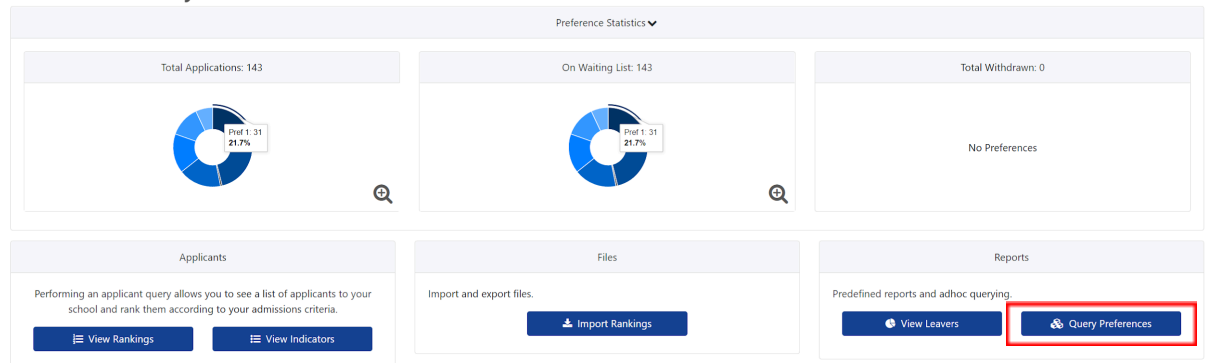 Preference Statistics
Total Applications: 143
On Waiting List: 143
Total Withdrawn: 0
Pref 1: 31
21.7%
Pref 1: 31
21.7%
No Preferences
Applicants
Files
Reports
Performing an applicant query allows you to see a list of applicants to your
school and rank them according to your admissions criteria.
Import and export files.
Predefined reports and adhoc querying.
View Rankings
View Indicators
Import Rankings
View Leavers
Query Preferences